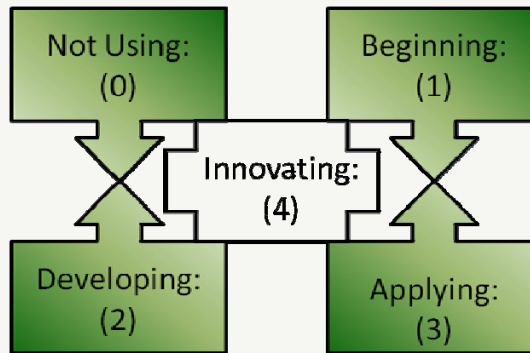 Not Using:
(0)
Beginning:
(1)
Innovating:
(4)
Developing:
(2)
Applying:
(3)